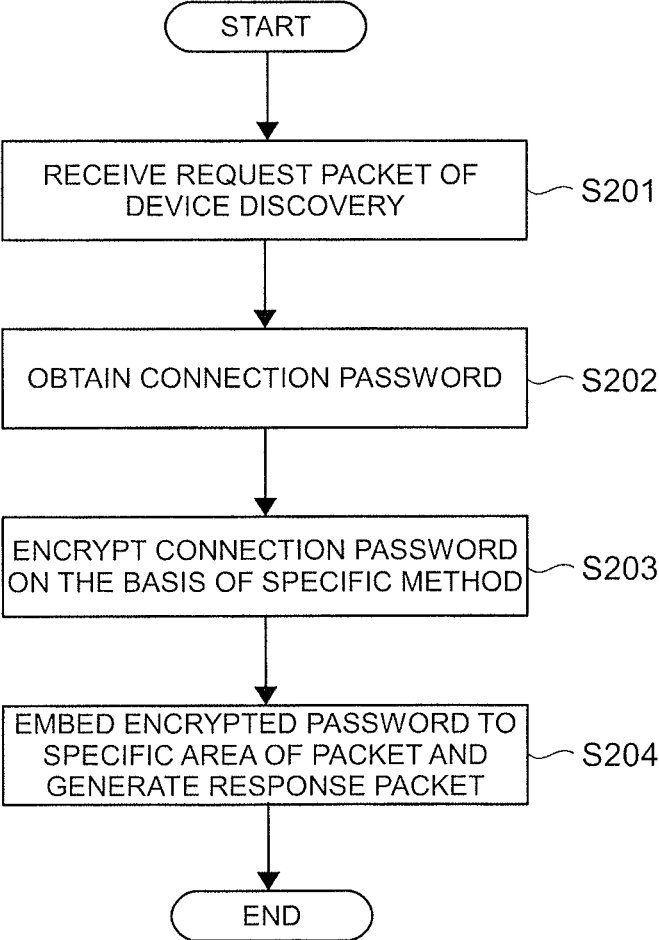 START
RECEIVE REQUEST PACKET OF
DEVICE DISCOVERY
S201
OBTAIN CONNECTION PASSWORD
S202
ENCRYPT CONNECTION PASSWORD
ON THE BASIS OF SPECIFIC METHOD
S203
EMBED ENCRYPTED PASSWORD TO
SPECIFIC AREA OF PACKET AND
GENERATE RESPONSE PACKET
S204
END